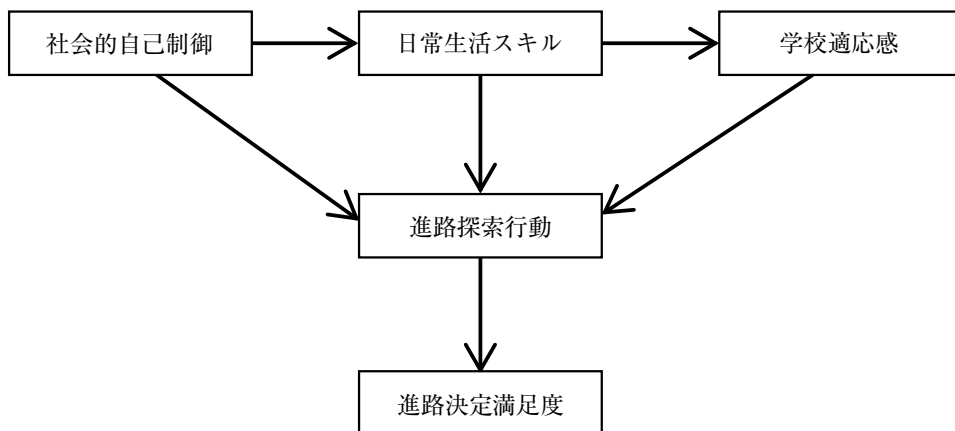 社会的自己制御
日常生活スキル
学校適応感
進路探索行動
進路決定満足度